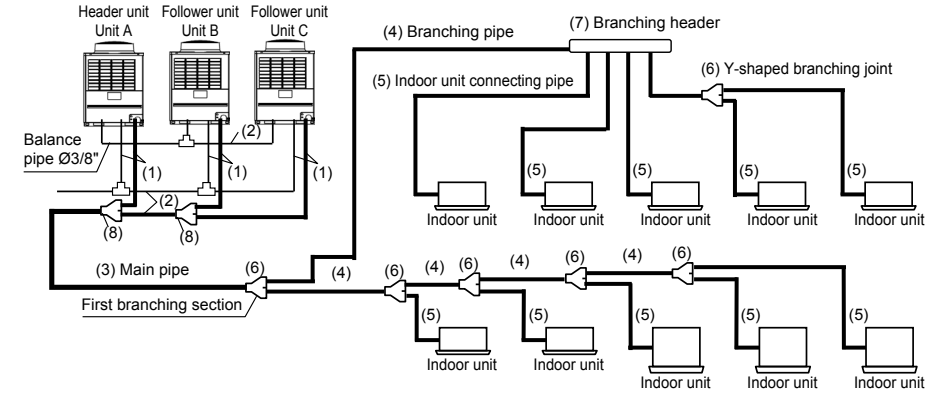 Header unit
Unit A
Follower unit
Unit B
Follower unit
Unit C
(4) Branching pipe
(7) Branching header
(5) Indoor unit connecting pipe
(6) Y-shaped branching joint
Balance
pipe Ø3/8"
(2)
(1)
(1)
(1)
(5)
(5)
(5)
(5)
(2)
(8)
(8)
Indoor unit
Indoor unit
Indoor unit
Indoor unit
Indoor unit
(3) Main pipe
(6)
(4)
(6)
(4)
(6)
(4)
(6)
(4)
(6)
First branching section
(5)
(5)
(5)
(5)
(5)
Indoor unit
Indoor unit
Indoor unit
Indoor unit
Indoor unit